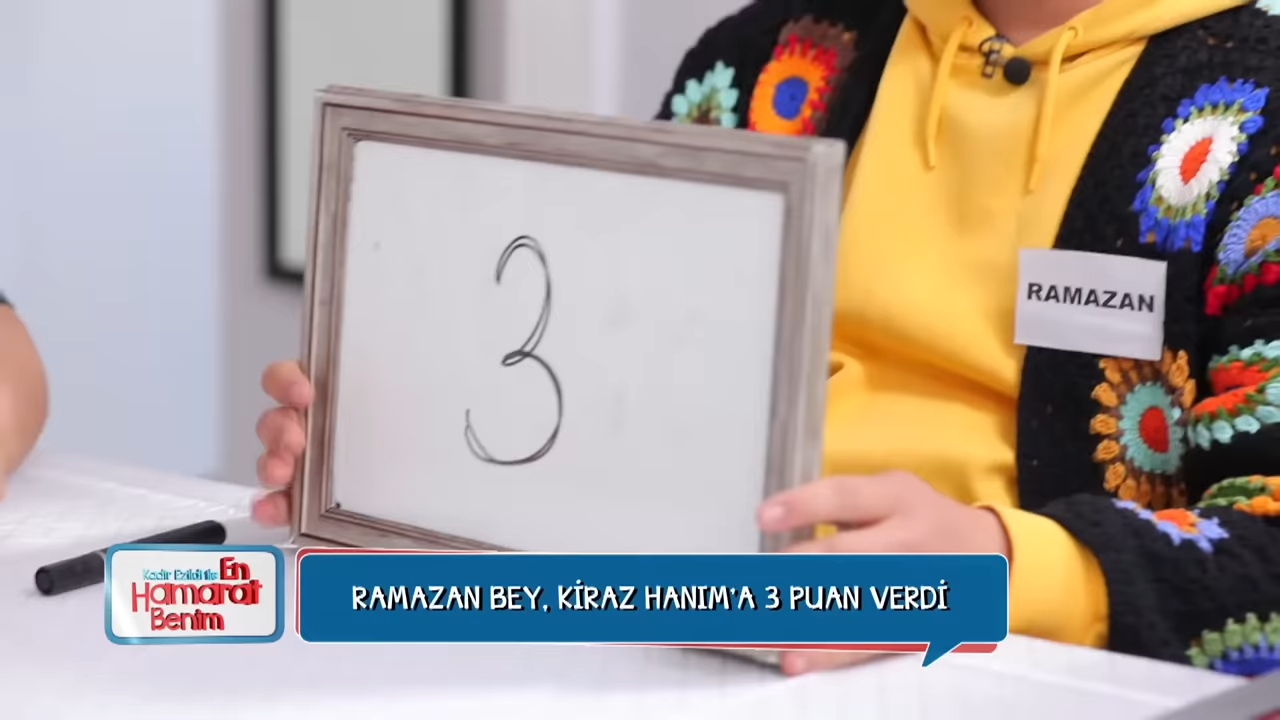 3
RAMAZAN
Kadir Ezildi ile
En
Hamarat
Benim
RAMAZAN BEY, KİRAZ HANIM'A 3 PUAN VERDİ